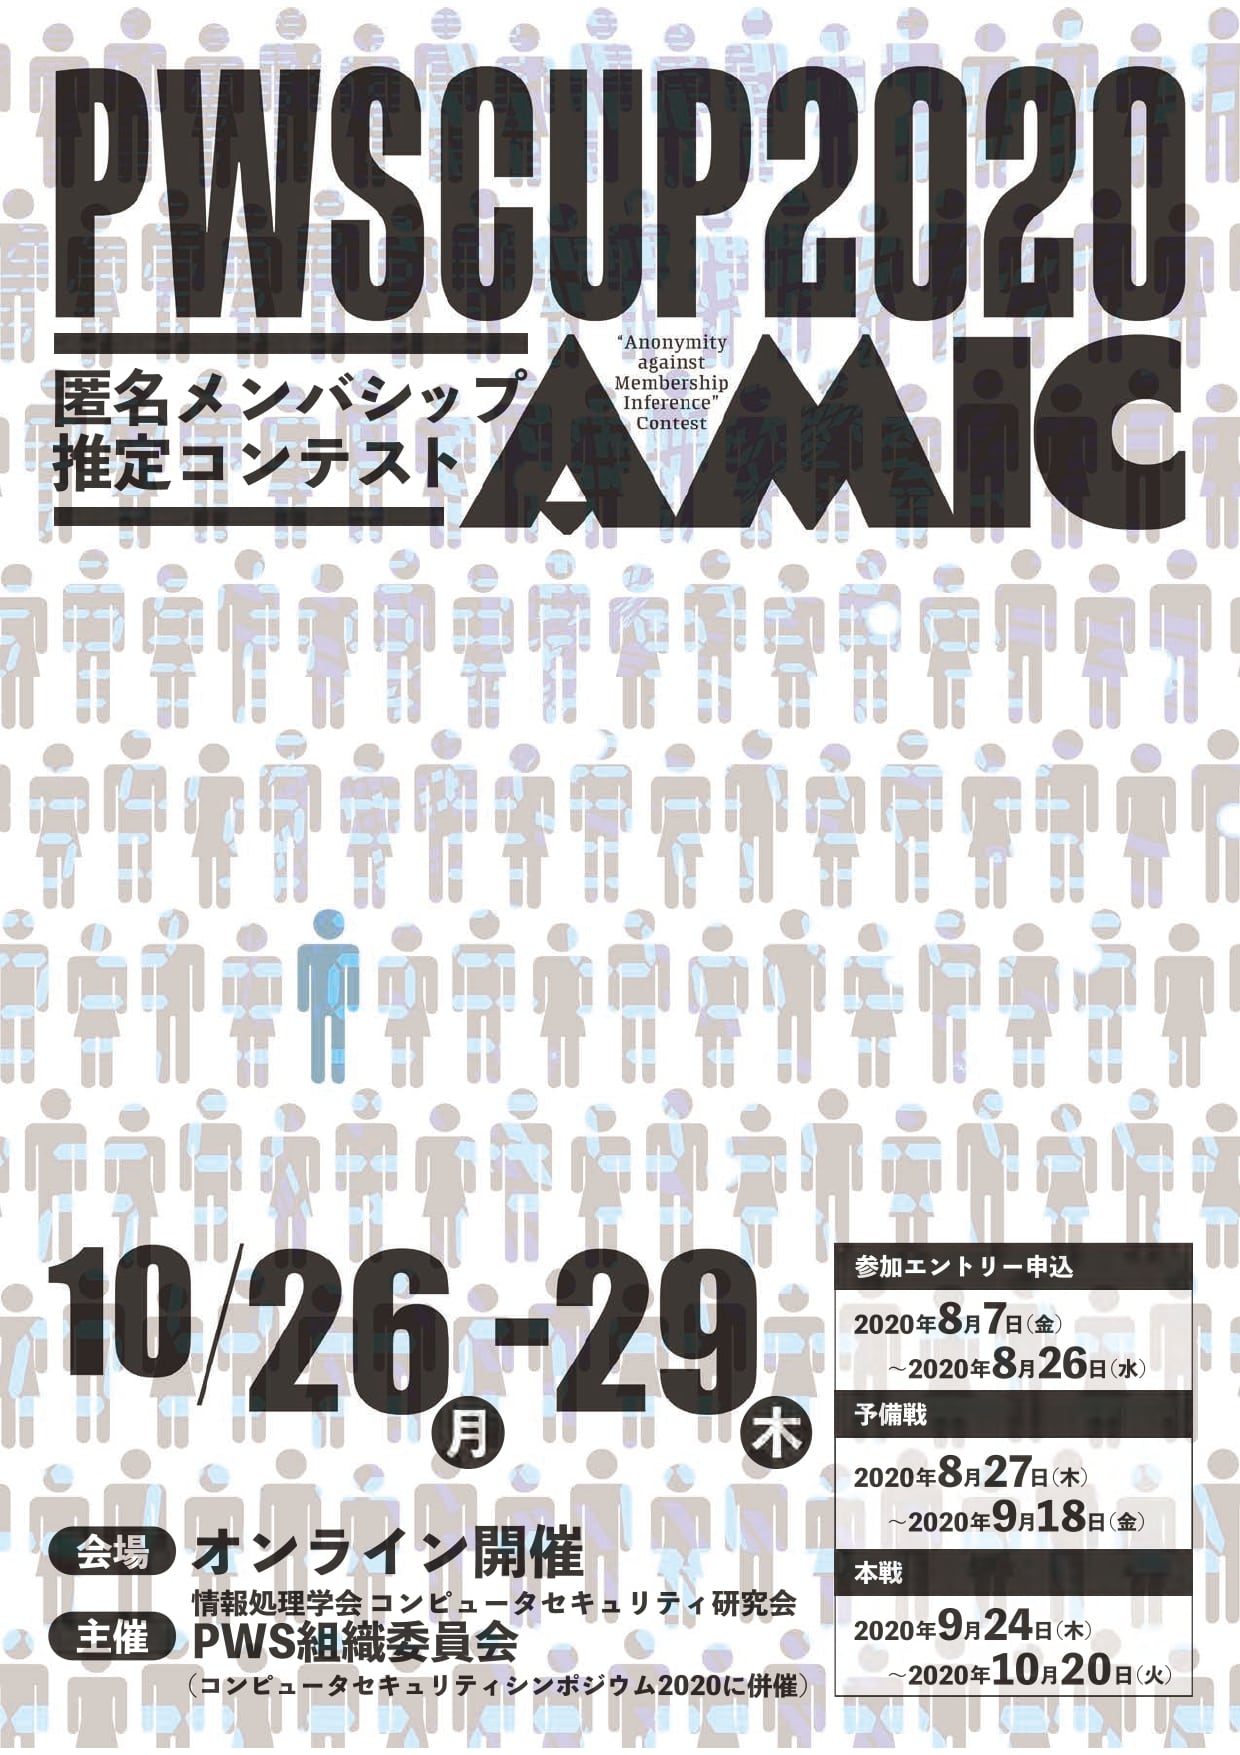 PWSCUP2020
匿名メンバシップ
推定コンテスト
AMIC
“Anonymity
against
Membership
Inference”
Contest
10/26月-29木
会場 オンライン開催
主催 情報処理学会 コンピュータセキュリティ研究会
PWS組織委員会
（コンピュータセキュリティシンポジウム2020に併催）
参加エントリー申込
2020年8月7日（金）
～2020年8月26日（水）
予備戦
2020年8月27日（木）
～2020年9月18日（金）
本戦
2020年9月24日（木）
～2020年10月20日（火）